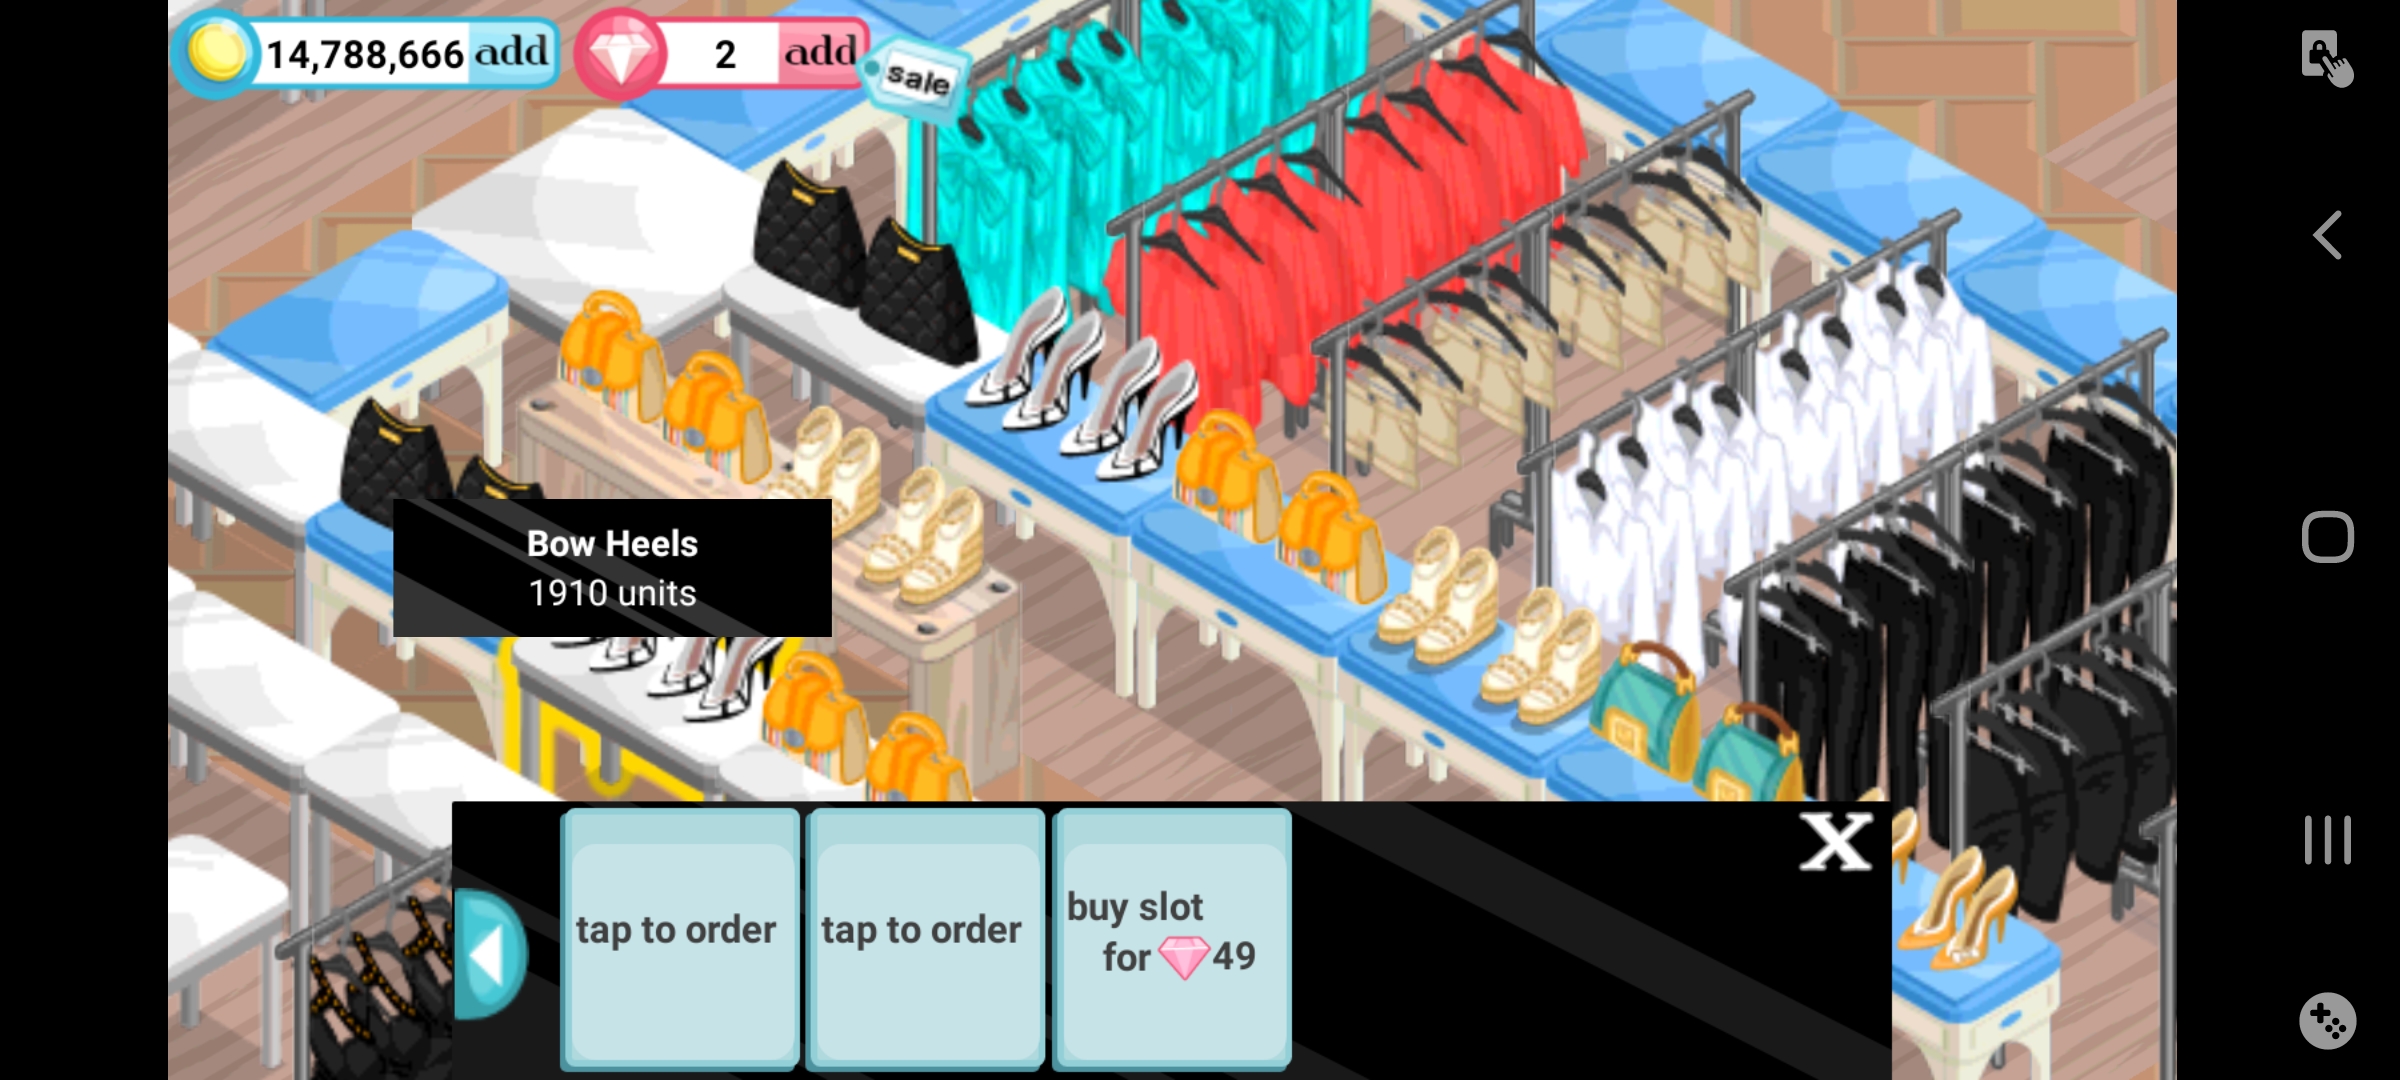 14,788,666 add
2 add
sale
Bow Heels
1910 units
X
tap to order
tap to order
buy slot
for 49